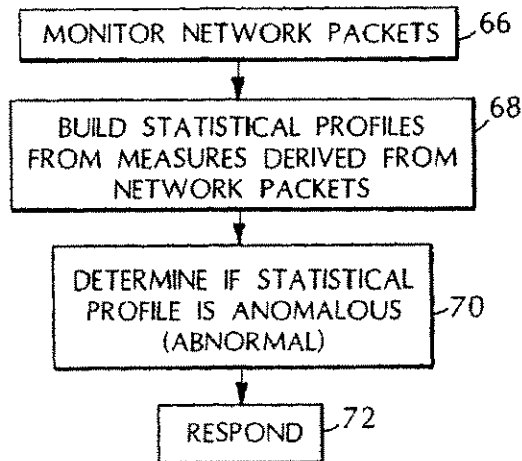 MONITOR NETWORK PACKETS
66
BUILD STATISTICAL PROFILES
FROM MEASURES DERIVED FROM
NETWORK PACKETS
68
DETERMINE IF STATISTICAL
PROFILE IS ANOMALOUS
(ABNORMAL)
70
RESPOND
72